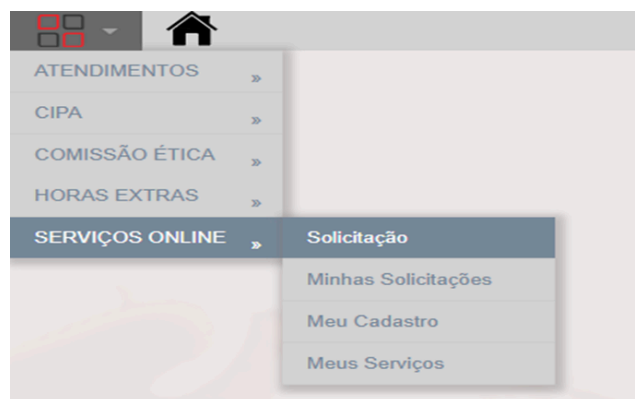 ATENDIMENTOS »
CIPA »
COMISSÃO ÉTICA »
HORAS EXTRAS »
SERVIÇOS ONLINE »
Solicitação
Minhas Solicitações
Meu Cadastro
Meus Serviços